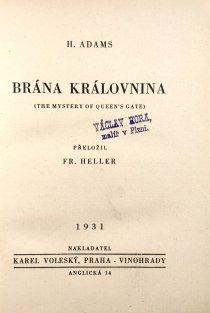 H. ADAMS
BRÁNA KRÁLOVNINA
(THE MYSTERY OF QUEEN'S GATE)
VÁCLAV HORA,
malíř v Plzni.
PŘELOŽIL
FR. HELLER
1931
NAKLADATEL
KAREL VOLESKÝ, PRAHA - VINOHRADY
ANGLICKÁ 14